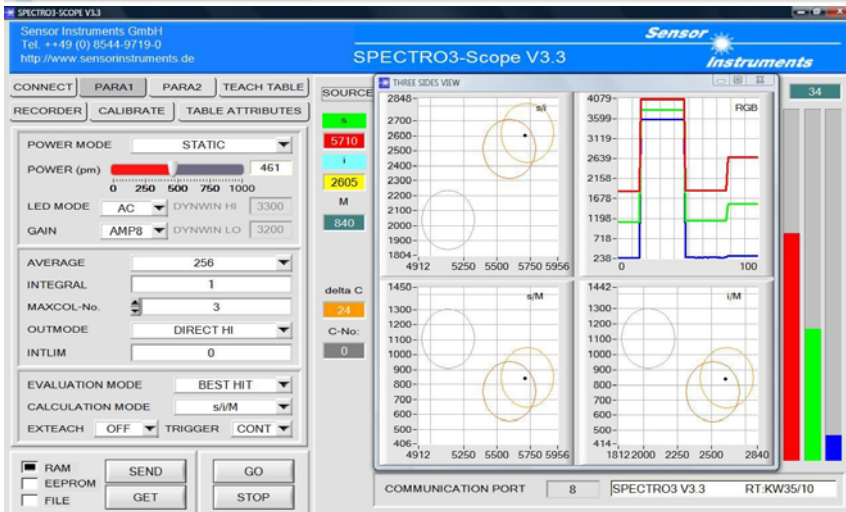 SPECTRO3-SCOPE V3.3
Sensor Instruments GmbH
Tel. ++49 (0) 8544-9719-0
http://www.sensorinstruments.de
SPECTRO3-Scope V3.3
Sensor
Instruments
CONNECT PARA1 PARA2 TEACH TABLE
RECORDER CALIBRATE TABLE ATTRIBUTES
POWER MODE STATIC
POWER (pm) 461
0 250 500 750 1000
LED MODE AC DYNWIN HI 3300
GAIN AMP8 DYNWIN LO 3200
AVERAGE 256
INTEGRAL 1
MAXCOL-No. 3
OUTMODE DIRECT HI
INTLIM 0
EVALUATION MODE BEST HIT
CALCULATION MODE s/i/M
EXTEACH OFF TRIGGER CONT
RAM
EEPROM
FILE
SEND GO
GET STOP
SOURCE
s
5710
i
2605
M
840
delta C
24
C-No:
0
THREE SIDES VIEW
s/i
2848-
2700-
2600-
2500-
2400-
2300-
2200-
2100-
2000-
1900-
1804-
4912 5250 5500 5750 5956
RGB
4079-
3599-
3119-
2639-
2158-
1678-
1198-
718-
238-
0 100
s/M
1450-
1300-
1200-
1100-
1000-
900-
800-
700-
600-
500-
406-
4912 5250 5500 5750 5956
i/M
1442-
1300-
1200-
1100-
1000-
900-
800-
700-
600-
500-
414-
1812 2000 2250 2500 2840
34
COMMUNICATION PORT 8 SPECTRO3 V3.3 RT:KW35/10